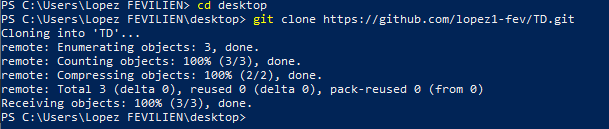 PS C:\Users\Lopez FEVILIEN> cd desktop
PS C:\Users\Lopez FEVILIEN\desktop> git clone https://github.com/lopez1-fev/TD.git
Cloning into 'TD'...
remote: Enumerating objects: 3, done.
remote: Counting objects: 100% (3/3), done.
remote: Compressing objects: 100% (2/2), done.
remote: Total 3 (delta 0), reused 0 (delta 0), pack-reused 0 (from 0)
Receiving objects: 100% (3/3), done.
PS C:\Users\Lopez FEVILIEN\desktop>